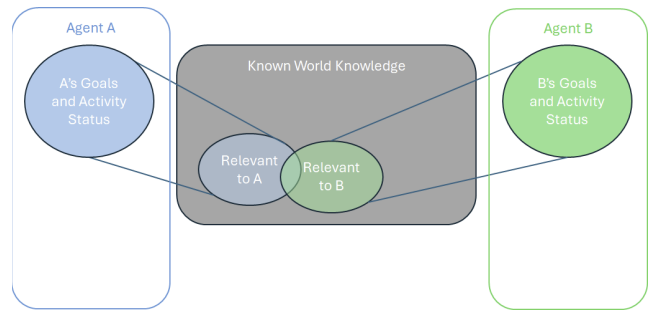 Agent A
A's Goals
and Activity
Status
Known World Knowledge
Relevant
to A
Relevant
to B
Agent B
B's Goals
and Activity
Status